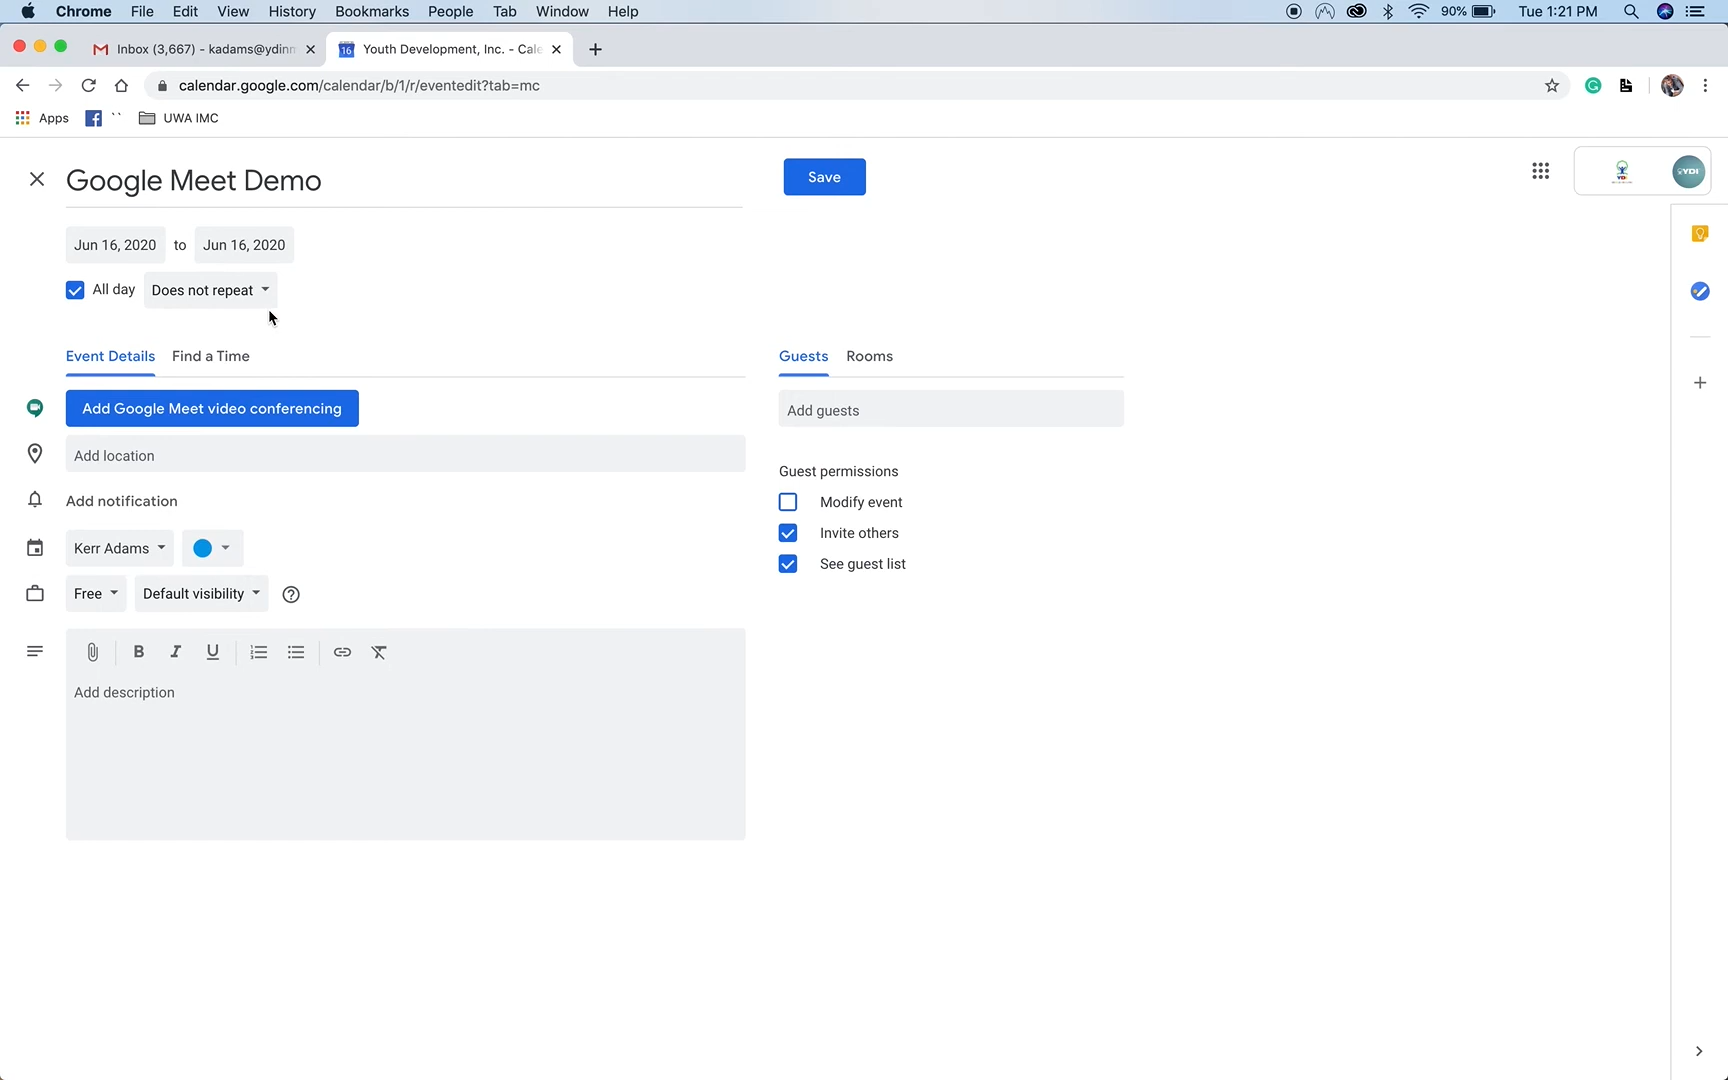 Chrome File Edit View History Bookmarks People Tab Window Help 90% Tue 1:21 PM
Inbox (3,667) - kadams@ydinm Youth Development, Inc. - Cale
calendar.google.com/calendar/b/1/r/eventedit?tab=mc
Apps `` UWA IMC
Google Meet Demo Save
Jun 16, 2020 to Jun 16, 2020
All day Does not repeat
Event Details Find a Time Guests Rooms
Add Google Meet video conferencing Add guests
Add location
Guest permissions
Add notification Modify event
Invite others
Kerr Adams See guest list
Free Default visibility
B I U
Add description
YDI
16